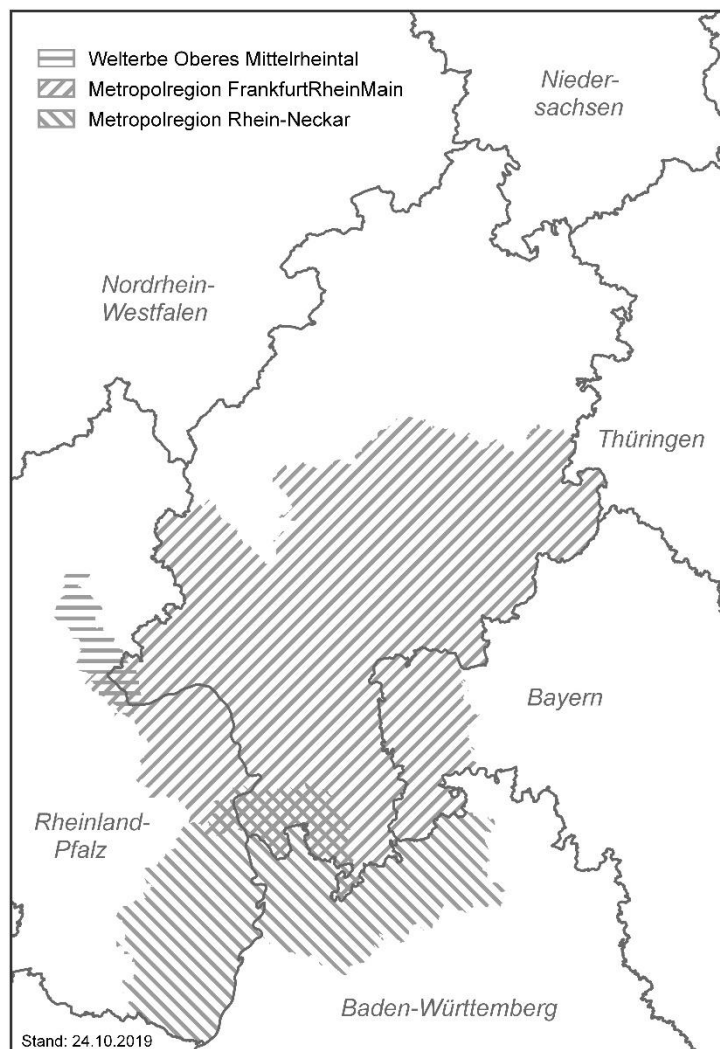 Welterbe Oberes Mittelrheintal
Metropolregion FrankfurtRheinMain
Metropolregion Rhein-Neckar
Nieder-
sachsen
Nordrhein-
Westfalen
Thüringen
Bayern
Rheinland-
Pfalz
Baden-Württemberg
Stand: 24.10.2019